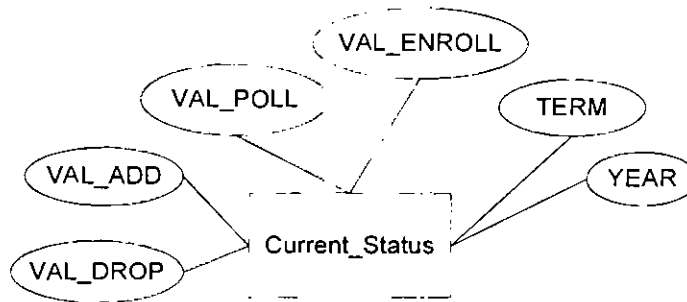 VAL_ENROLL
VAL_POLL
TERM
VAL_ADD
YEAR
Current_Status
VAL_DROP